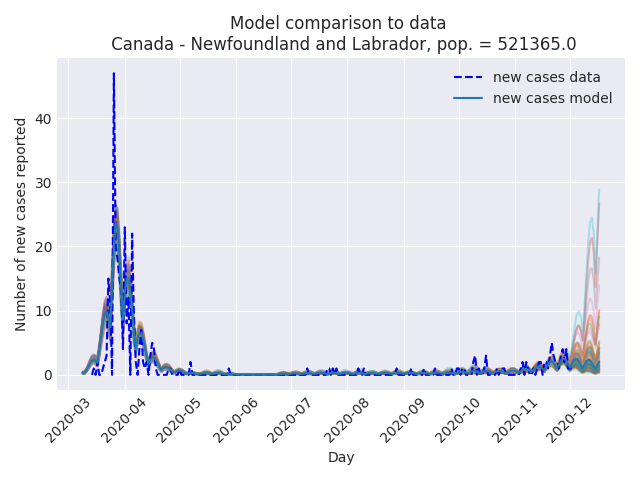 Model comparison to data
Canada - Newfoundland and Labrador, pop. = 521365.0
new cases data
new cases model
Number of new cases reported
40
30
20
10
0
2020-03
2020-04
2020-05
2020-06
2020-07
2020-08
2020-09
2020-10
2020-11
2020-12
Day